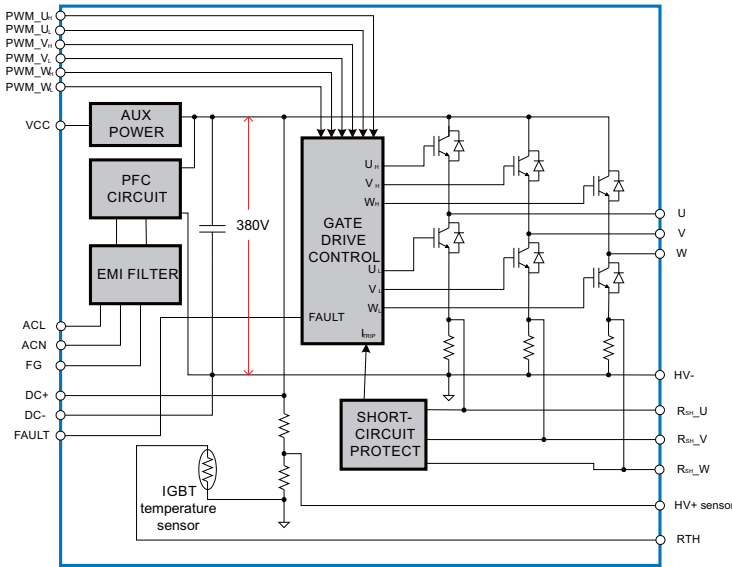 PWM_UH
PWM_UL
PWM_VH
PWM_VL
PWM_WH
PWM_WL
VCC
AUX
POWER
PFC
CIRCUIT
EMI FILTER
380V
GATE
DRIVE
CONTROL
UH
VH
WH
UL
VL
WL
FAULT
ITRIP
SHORT-
CIRCUIT
PROTECT
IGBT
temperature
sensor
ACL
ACN
FG
DC+
DC-
FAULT
U
V
W
HV-
RSH_U
RSH_V
RSH_W
HV+ sensor
RTH